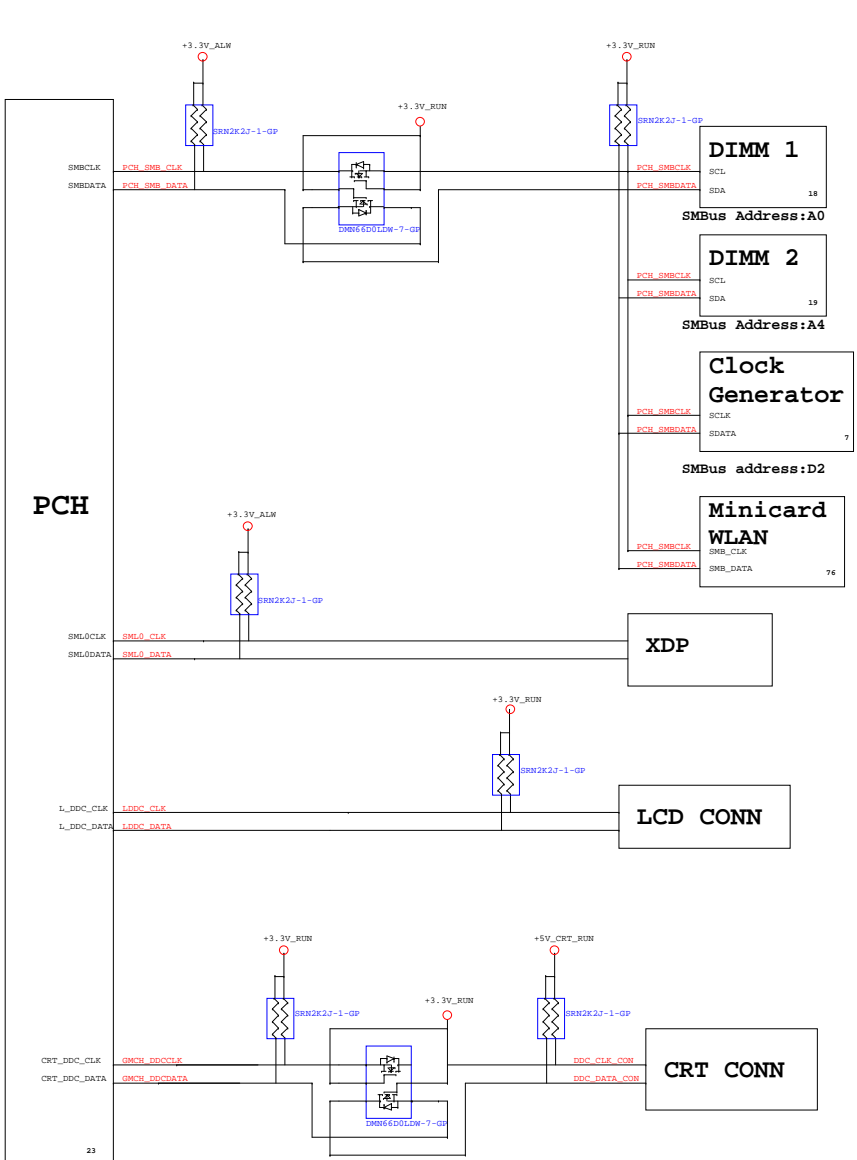 +3.3V_ALW
+3.3V_RUN
+3.3V_RUN
SRN2K2J-1-GP
SRN2K2J-1-GP
DIMM 1
SMBCLK PCH_SMB_CLK
PCH_SMBCLK SCL
SMBDATA PCH_SMB_DATA
PCH_SMBDATA SDA
18
DMN66D0LDW-7-GP
SMBus Address:A0
DIMM 2
PCH_SMBCLK SCL
PCH_SMBDATA SDA
19
SMBus Address:A4
Clock
Generator
PCH_SMBCLK SCLK
PCH_SMBDATA SDATA
7
SMBus address:D2
PCH
Minicard
WLAN
PCH_SMBCLK SMB_CLK
PCH_SMBDATA SMB_DATA
76
+3.3V_ALW
SRN2K2J-1-GP
SML0CLK SML0_CLK
SML0DATA SML0_DATA
XDP
+3.3V_RUN
SRN2K2J-1-GP
L_DDC_CLK LDDC_CLK
L_DDC_DATA LDDC_DATA
LCD CONN
+3.3V_RUN
+5V_CRT_RUN
+3.3V_RUN
SRN2K2J-1-GP
SRN2K2J-1-GP
CRT_DDC_CLK GMCH_DDCCLK
DDC_CLK_CON
CRT_DDC_DATA GMCH_DDCDATA
DDC_DATA_CON
CRT CONN
DMN66D0LDW-7-GP
23